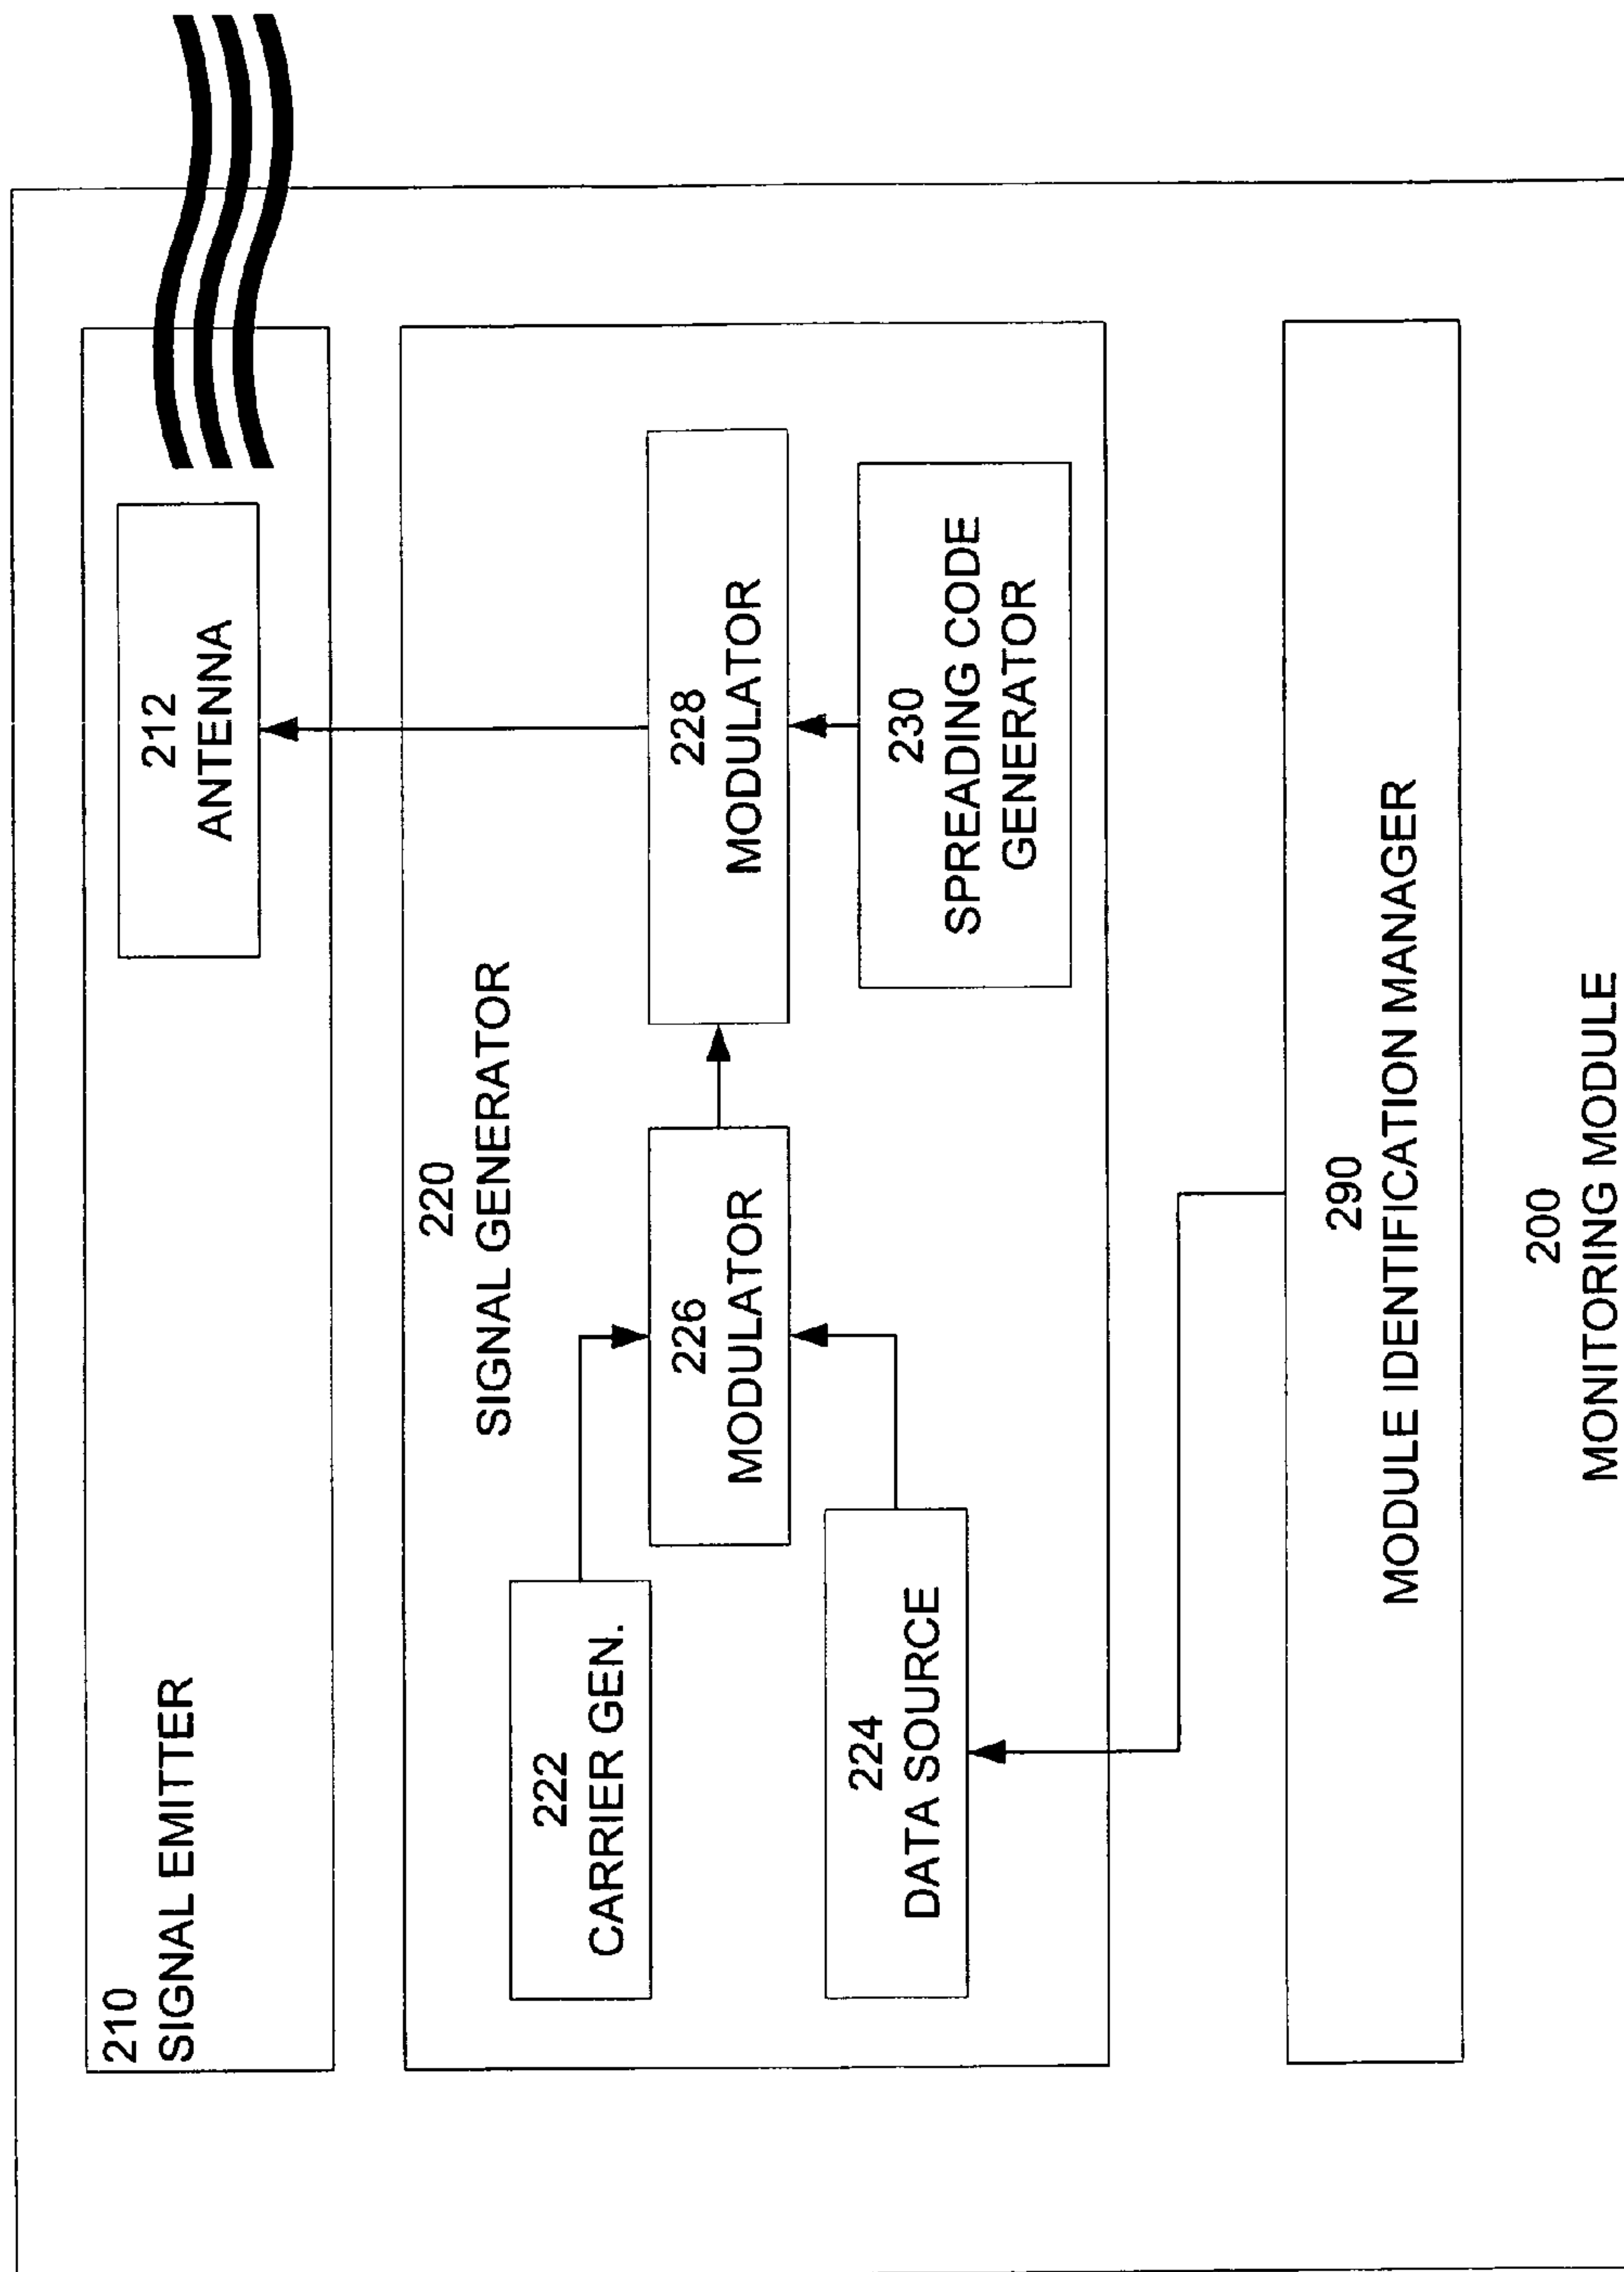 210
SIGNAL EMITTER
212
ANTENNA
220
SIGNAL GENERATOR
222
CARRIER GEN.
226
MODULATOR
228
MODULATOR
224
DATA SOURCE
230
SPREADING CODE
GENERATOR
290
MODULE IDENTIFICATION MANAGER
200
MONITORING MODULE